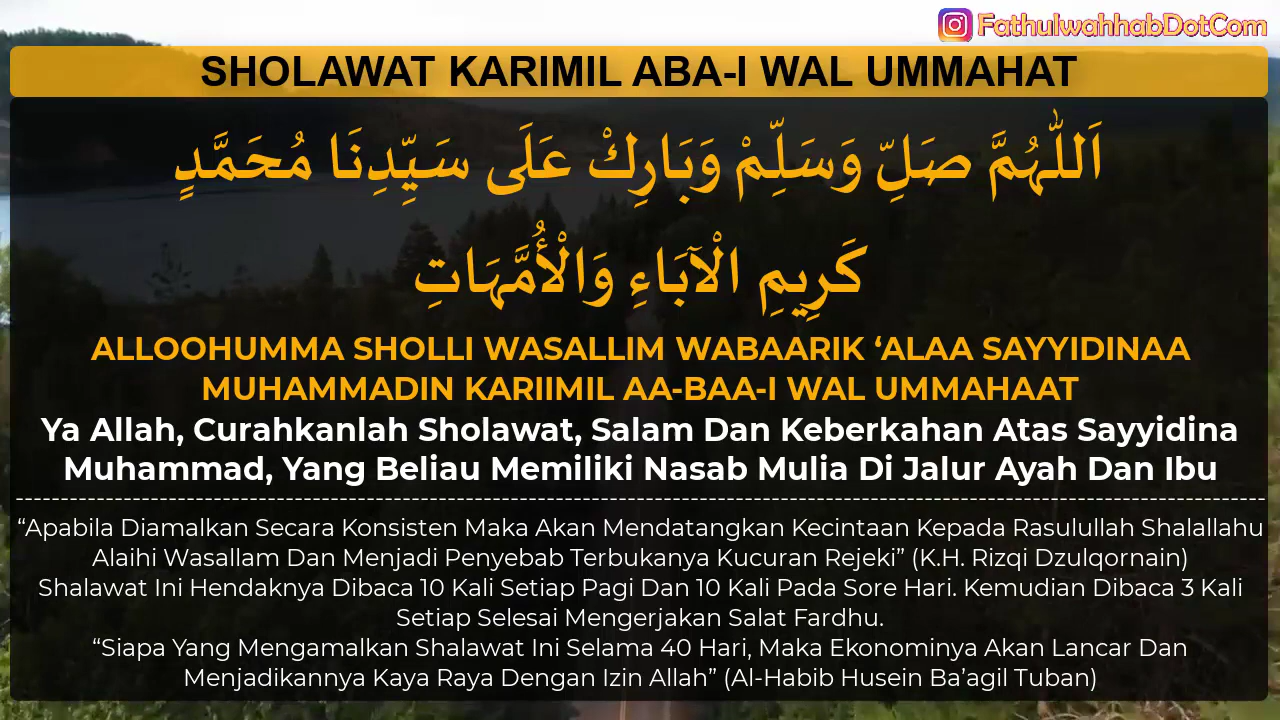 FathulwahhabDotCom
SHOLAWAT KARIMIL ABA-I WAL UMMAHAT
اَللّٰهُمَّ صَلِّ وَسَلِّمْ وَبَارِكْ عَلَى سَيِّدِنَا مُحَمَّدٍ
كَرِيمِ الْآبَاءِ وَالْأُمَّهَاتِ
ALLOOHUMMA SHOLLI WASALLIM WABAARIK ‘ALAA SAYYIDINAA
MUHAMMADIN KARIIMIL AA-BAA-I WAL UMMAHAAT
Ya Allah, Curahkanlah Sholawat, Salam Dan Keberkahan Atas Sayyidina
Muhammad, Yang Beliau Memiliki Nasab Mulia Di Jalur Ayah Dan Ibu
“Apabila Diamalkan Secara Konsisten Maka Akan Mendatangkan Kecintaan Kepada Rasulullah Shalallahu
Alaihi Wasallam Dan Menjadi Penyebab Terbukanya Kucuran Rejeki” (K.H. Rizqi Dzulqornain)
Shalawat Ini Hendaknya Dibaca 10 Kali Setiap Pagi Dan 10 Kali Pada Sore Hari. Kemudian Dibaca 3 Kali
Setiap Selesai Mengerjakan Salat Fardhu.
“Siapa Yang Mengamalkan Shalawat Ini Selama 40 Hari, Maka Ekonominya Akan Lancar Dan
Menjadikannya Kaya Raya Dengan Izin Allah” (Al-Habib Husein Ba’agil Tuban)